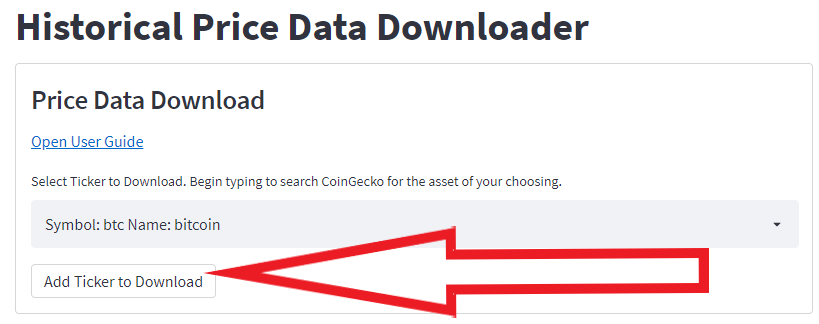 Historical Price Data Downloader
Price Data Download
Open User Guide
Select Ticker to Download. Begin typing to search CoinGecko for the asset of your choosing.
Symbol: btc Name: bitcoin
Add Ticker to Download